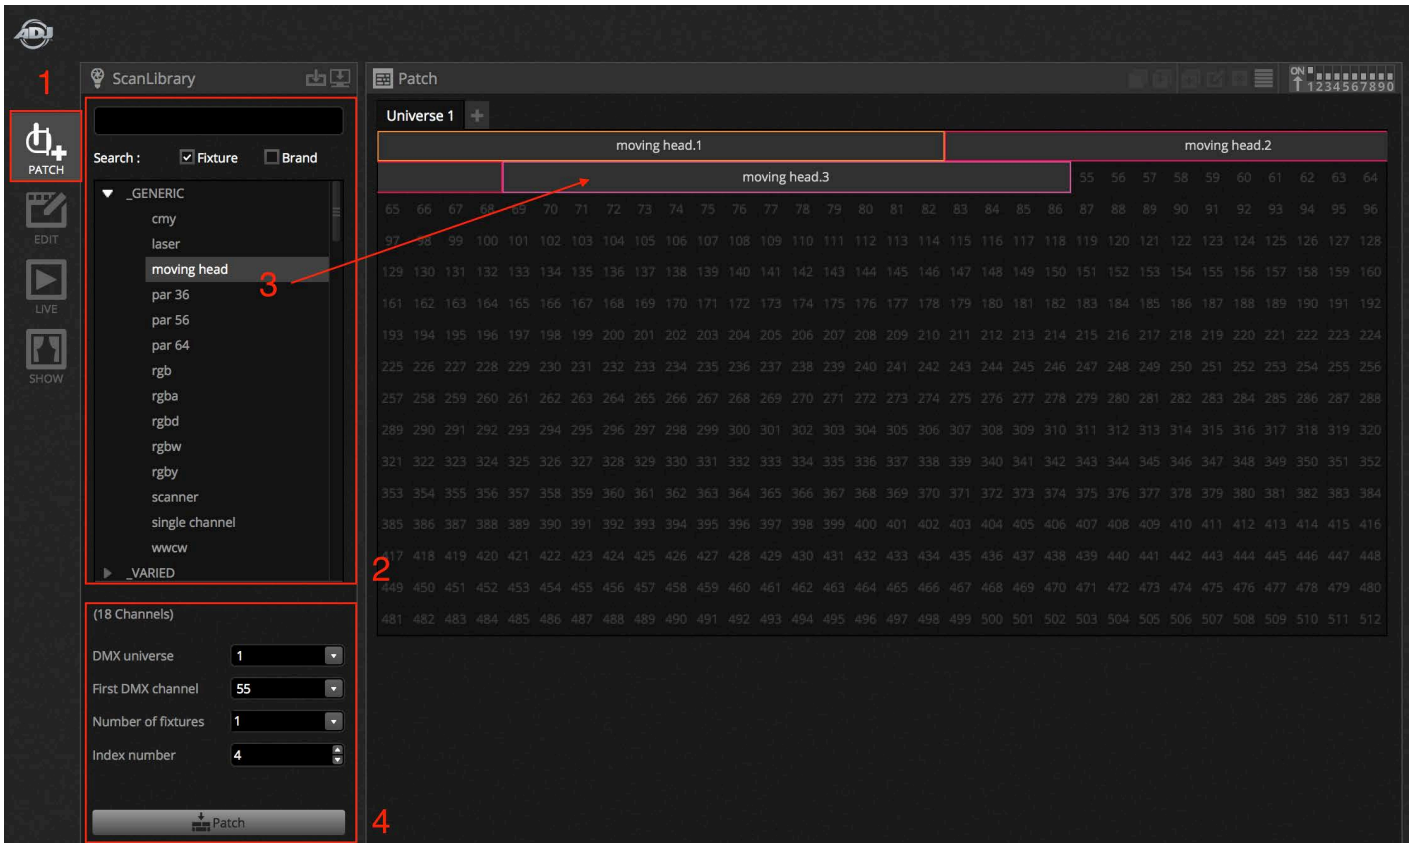 ADJ
1
PATCH
EDIT
LIVE
SHOW
ScanLibrary
Search :
Fixture
Brand
_GENERIC
cmy
laser
moving head
par 36
par 56
par 64
rgb
rgba
rgbd
rgbw
rgby
scanner
single channel
wwcw
_VARIED
2
3
(18 Channels)
DMX universe 1
First DMX channel 55
Number of fixtures 1
Index number 4
Patch
4
Patch
ON
1234567890
Universe 1 +
moving head.1 moving head.2
moving head.3 55 56 57 58 59 60 61 62 63 64
65 66 67 68 69 70 71 72 73 74 75 76 77 78 79 80 81 82 83 84 85 86 87 88 89 90 91 92 93 94 95 96
97 98 99 100 101 102 103 104 105 106 107 108 109 110 111 112 113 114 115 116 117 118 119 120 121 122 123 124 125 126 127 128
129 130 131 132 133 134 135 136 137 138 139 140 141 142 143 144 145 146 147 148 149 150 151 152 153 154 155 156 157 158 159 160
161 162 163 164 165 166 167 168 169 170 171 172 173 174 175 176 177 178 179 180 181 182 183 184 185 186 187 188 189 190 191 192
193 194 195 196 197 198 199 200 201 202 203 204 205 206 207 208 209 210 211 212 213 214 215 216 217 218 219 220 221 222 223 224
225 226 227 228 229 230 231 232 233 234 235 236 237 238 239 240 241 242 243 244 245 246 247 248 249 250 251 252 253 254 255 256
257 258 259 260 261 262 263 264 265 266 267 268 269 270 271 272 273 274 275 276 277 278 279 280 281 282 283 284 285 286 287 288
289 290 291 292 293 294 295 296 297 298 299 300 301 302 303 304 305 306 307 308 309 310 311 312 313 314 315 316 317 318 319 320
321 322 323 324 325 326 327 328 329 330 331 332 333 334 335 336 337 338 339 340 341 342 343 344 345 346 347 348 349 350 351 352
353 354 355 356 357 358 359 360 361 362 363 364 365 366 367 368 369 370 371 372 373 374 375 376 377 378 379 380 381 382 383 384
385 386 387 388 389 390 391 392 393 394 395 396 397 398 399 400 401 402 403 404 405 406 407 408 409 410 411 412 413 414 415 416
417 418 419 420 421 422 423 424 425 426 427 428 429 430 431 432 433 434 435 436 437 438 439 440 441 442 443 444 445 446 447 448
449 450 451 452 453 454 455 456 457 458 459 460 461 462 463 464 465 466 467 468 469 470 471 472 473 474 475 476 477 478 479 480
481 482 483 484 485 486 487 488 489 490 491 492 493 494 495 496 497 498 499 500 501 502 503 504 505 506 507 508 509 510 511 512